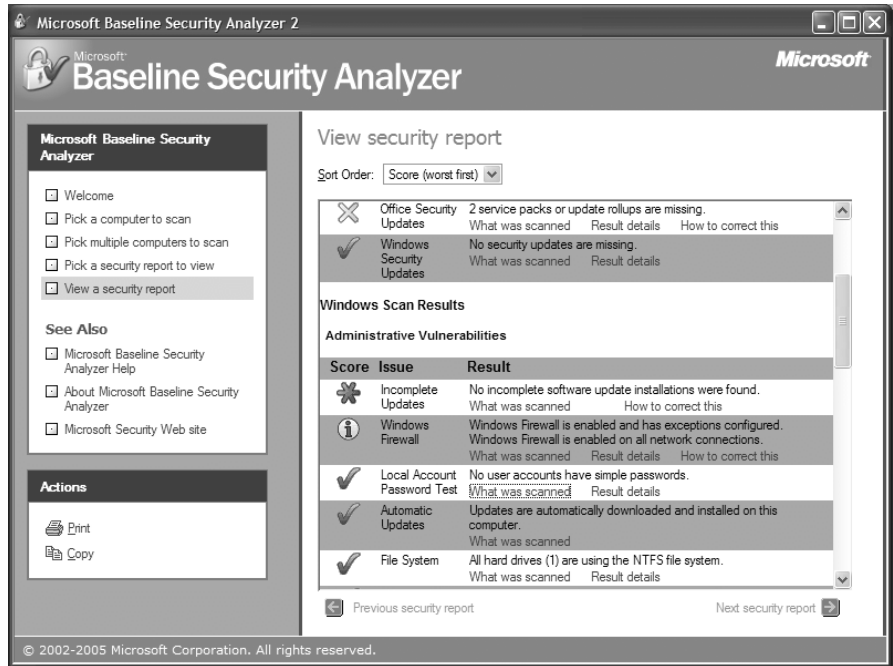 Microsoft Baseline Security Analyzer 2
Microsoft
Baseline Security Analyzer
Microsoft
Microsoft Baseline Security
Analyzer
Welcome
Pick a computer to scan
Pick multiple computers to scan
Pick a security report to view
View a security report
See Also
Microsoft Baseline Security
Analyzer Help
About Microsoft Baseline Security
Analyzer
Microsoft Security Web site
Actions
Print
Copy
View security report
Sort Order: Score (worst first)
Office Security 2 service packs or update rollups are missing.
Updates What was scanned Result details How to correct this
Windows No security updates are missing.
Security What was scanned Result details
Updates
Windows Scan Results
Administrative Vulnerabilities
Score Issue Result
Incomplete No incomplete software update installations were found.
Updates What was scanned How to correct this
Windows Windows Firewall is enabled and has exceptions configured.
Firewall Windows Firewall is enabled on all network connections.
What was scanned Result details How to correct this
Local Account No user accounts have simple passwords.
Password Test What was scanned Result details
Automatic Updates are automatically downloaded and installed on this
Updates computer.
What was scanned
File System All hard drives (1) are using the NTFS file system.
What was scanned Result details
Previous security report Next security report
© 2002-2005 Microsoft Corporation. All rights reserved.